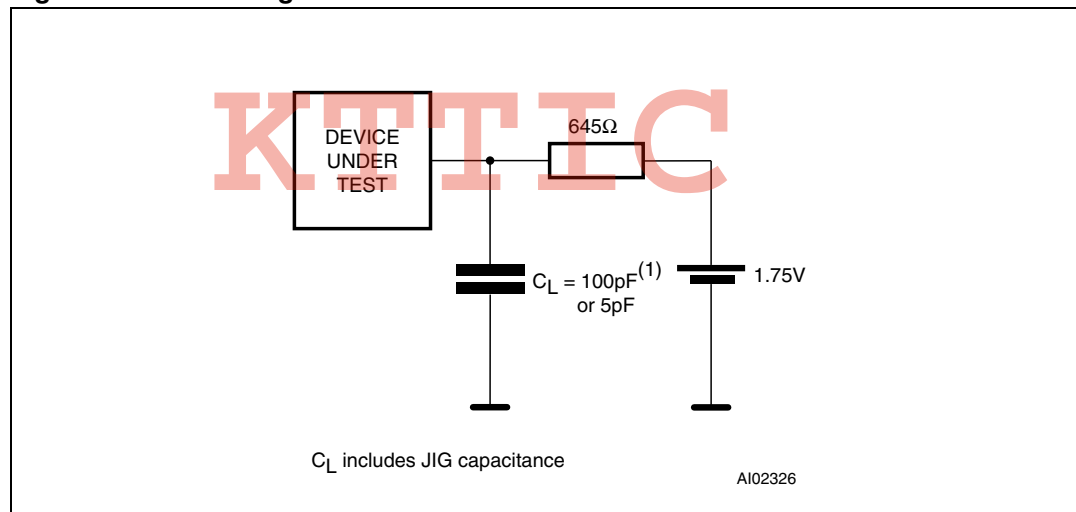 KTTIC
DEVICE
UNDER
TEST
645Ω
CL = 100pF(1)
or 5pF
1.75V
CL includes JIG capacitance
AI02326